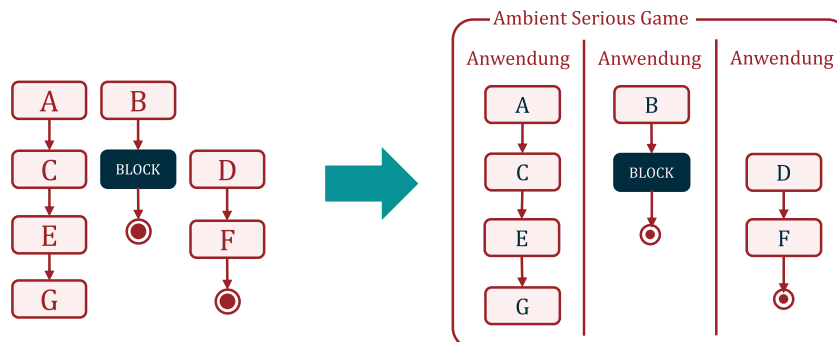 Ambient Serious Game
Anwendung Anwendung Anwendung
A B
C BLOCK D
E F
G
A B
C BLOCK D
E F
G